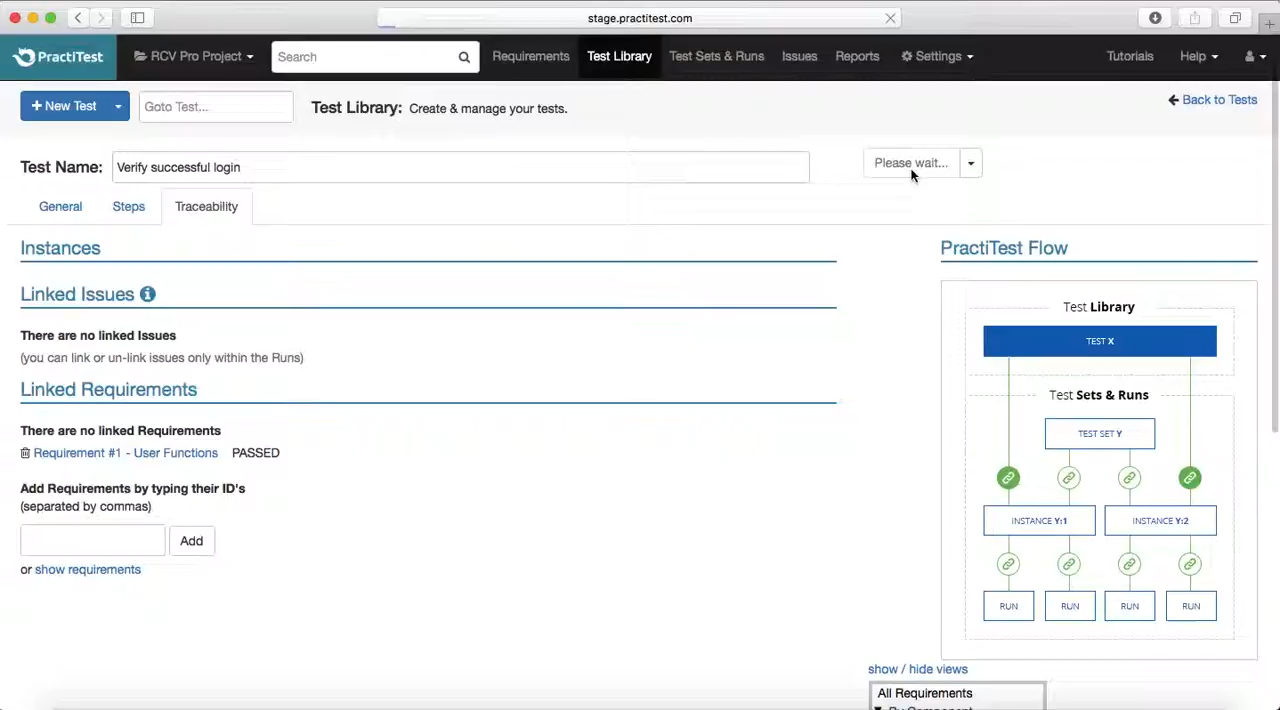 stage.practitest.com
PractiTest
RCV Pro Project
Search
Requirements
Test Library
Test Sets & Runs
Issues
Reports
Settings
Tutorials
Help
+ New Test
Goto Test...
Test Library: Create & manage your tests.
Back to Tests
Test Name:
Verify successful login
Please wait...
General
Steps
Traceability
Instances
PractiTest Flow
Linked Issues
There are no linked Issues
(you can link or un-link issues only within the Runs)
Linked Requirements
There are no linked Requirements
Requirement #1 - User Functions PASSED
Add Requirements by typing their ID's
(separated by commas)
Add
or show requirements
Test Library
TEST X
Test Sets & Runs
TEST SET Y
INSTANCE Y:1
INSTANCE Y:2
RUN
RUN
RUN
RUN
show / hide views
All Requirements
By Component